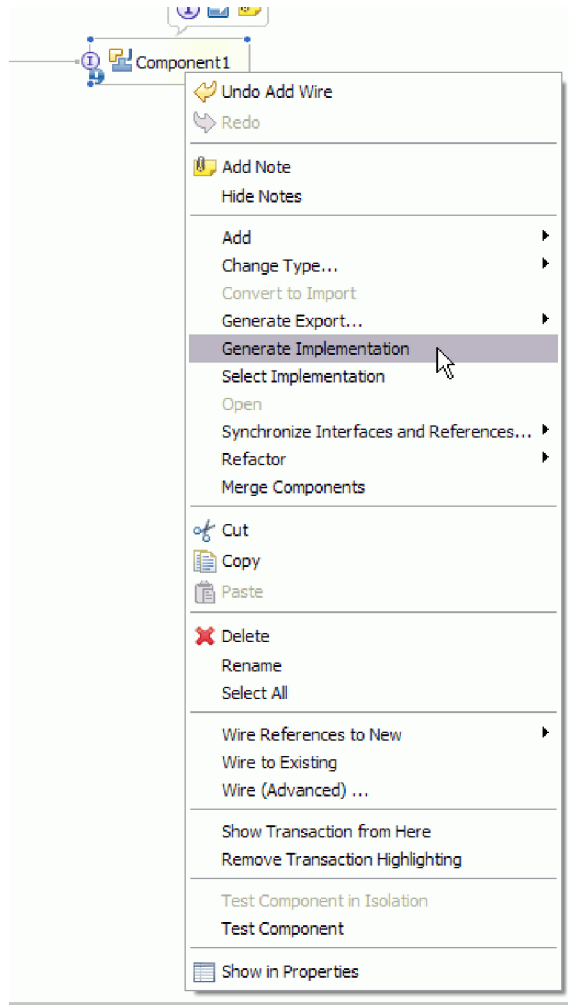 Component1
Undo Add Wire
Redo
Add Note
Hide Notes
Add
Change Type...
Convert to Import
Generate Export...
Generate Implementation
Select Implementation
Open
Synchronize Interfaces and References...
Refactor
Merge Components
Cut
Copy
Paste
Delete
Rename
Select All
Wire References to New
Wire to Existing
Wire (Advanced) ...
Show Transaction from Here
Remove Transaction Highlighting
Test Component in Isolation
Test Component
Show in Properties